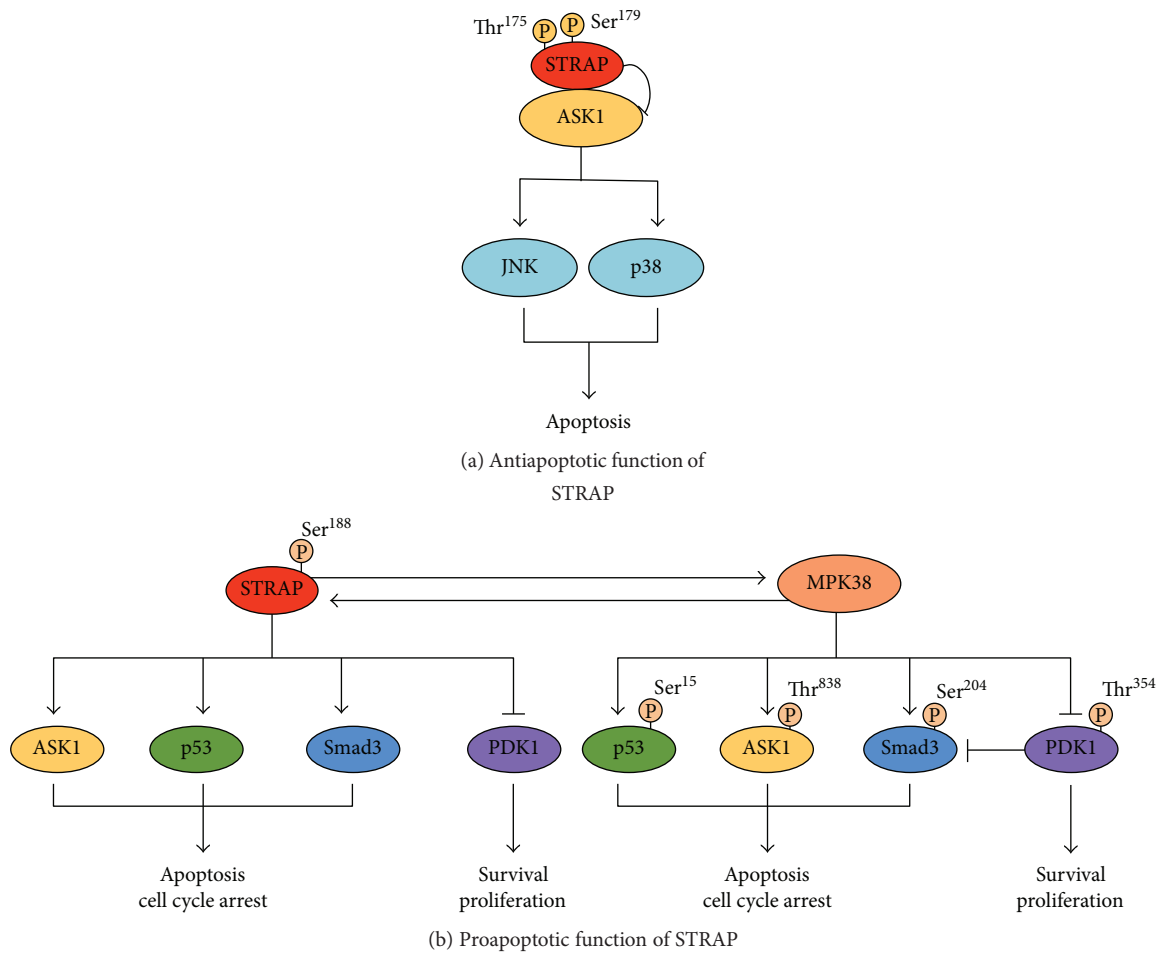 Thr175 P P Ser179
STRAP
ASK1
JNK p38
Apoptosis
(a) Antiapoptotic function of
STRAP
Ser188
P
STRAP MPK38
Ser15 Thr838 Ser204 Thr354
P P P P
ASK1 p53 Smad3 PDK1 p53 ASK1 Smad3 PDK1
Apoptosis Survival Apoptosis Survival
cell cycle arrest proliferation cell cycle arrest proliferation
(b) Proapoptotic function of STRAP